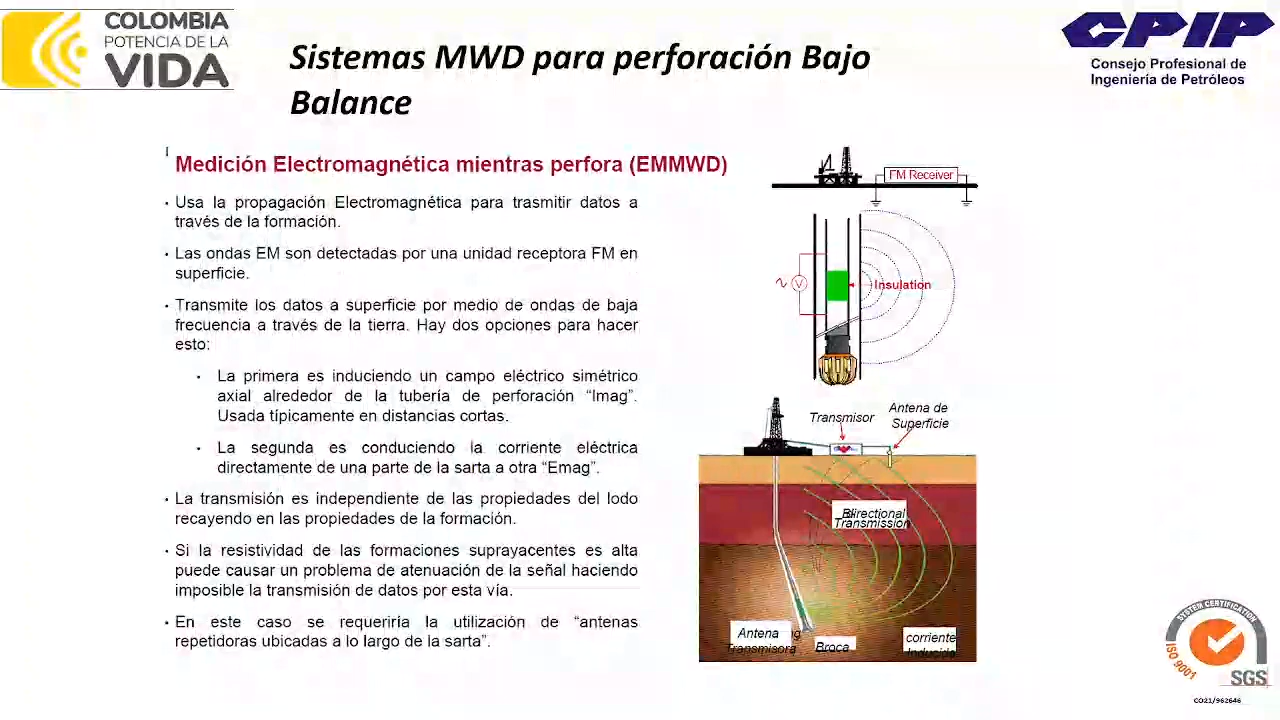 COLOMBIA
POTENCIA DE LA
VIDA
Sistemas MWD para perforación Bajo
Balance
CPIP
Consejo Profesional de
Ingeniería de Petróleos
Medición Electromagnética mientras perfora (EMMWD)
• Usa la propagación Electromagnética para trasmitir datos a
través de la formación.
• Las ondas EM son detectadas por una unidad receptora FM en
superficie.
• Transmite los datos a superficie por medio de ondas de baja
frecuencia a través de la tierra. Hay dos opciones para hacer
esto:
• La primera es induciendo un campo eléctrico simétrico
axial alrededor de la tubería de perforación “Imag”.
Usada típicamente en distancias cortas.
• La segunda es conduciendo la corriente eléctrica
directamente de una parte de la sarta a otra “Emag”.
• La transmisión es independiente de las propiedades del lodo
recayendo en las propiedades de la formación.
• Si la resistividad de las formaciones suprayacentes es alta
puede causar un problema de atenuación de la señal haciendo
imposible la transmisión de datos por esta vía.
• En este caso se requeriría la utilización de “antenas
repetidoras ubicadas a lo largo de la sarta”.
FM Receiver
V
Insulation
Transmisor
Antena de
Superficie
Directional
Transmission
Antena
Transmisora
Broca
corriente
Inducida
SYSTEM CERTIFICATION
ISO 9001
SGS
CO21/962646